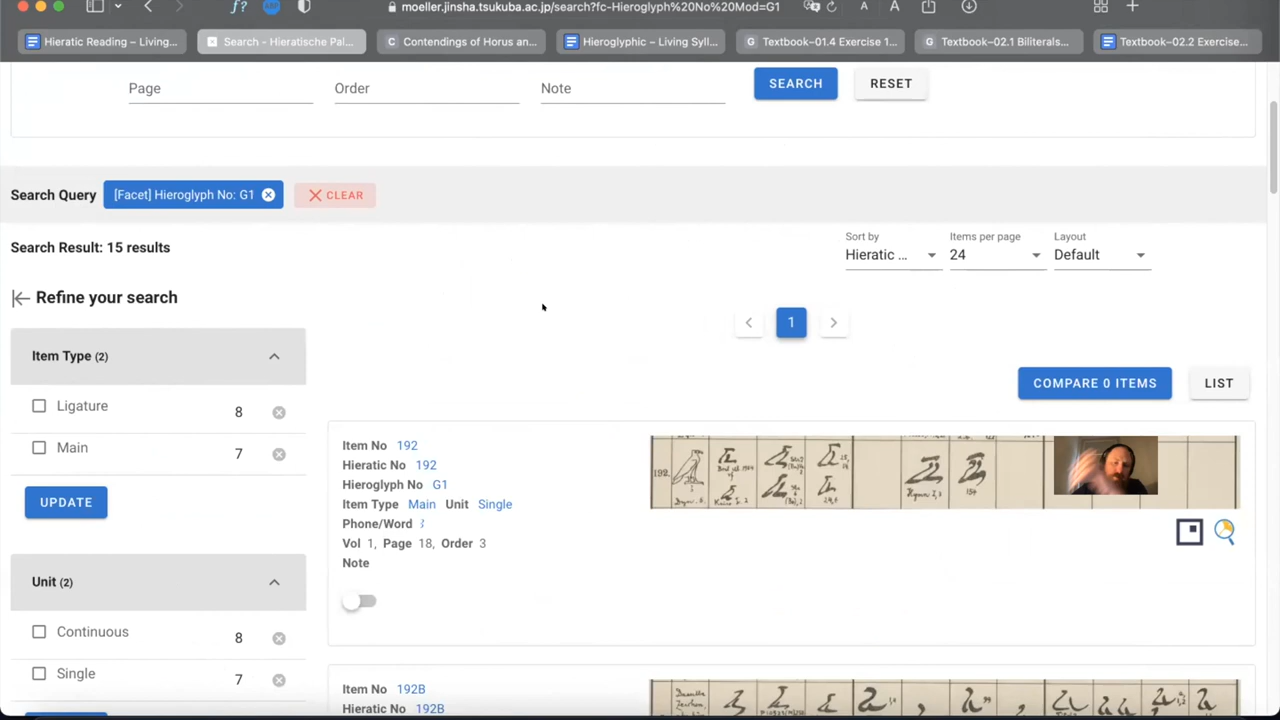 moeller.jinsha.tsukuba.ac.jp/search?fc-Hieroglyph%20No%20Mod=G1
Hieratic Reading – Living...
Search - Hieratische Pal...
Contendings of Horus an...
Hieroglyphic – Living Syll...
Textbook–01.4 Exercise 1...
Textbook–02.1 Biliterals...
Textbook–02.2 Exercise...
Page
Order
Note
SEARCH
RESET
Search Query
[Facet] Hieroglyph No: G1
CLEAR
Search Result: 15 results
Sort by
Hieratic ...
Items per page
24
Layout
Default
Refine your search
1
Item Type (2)
Ligature 8
Main 7
UPDATE
Unit (2)
Continuous 8
Single 7
COMPARE 0 ITEMS
LIST
Item No 192
Hieratic No 192
Hieroglyph No G1
Item Type Main Unit Single
Phone/Word ꜣ
Vol 1, Page 18, Order 3
Note
192.
Item No 192B
Hieratic No 192B